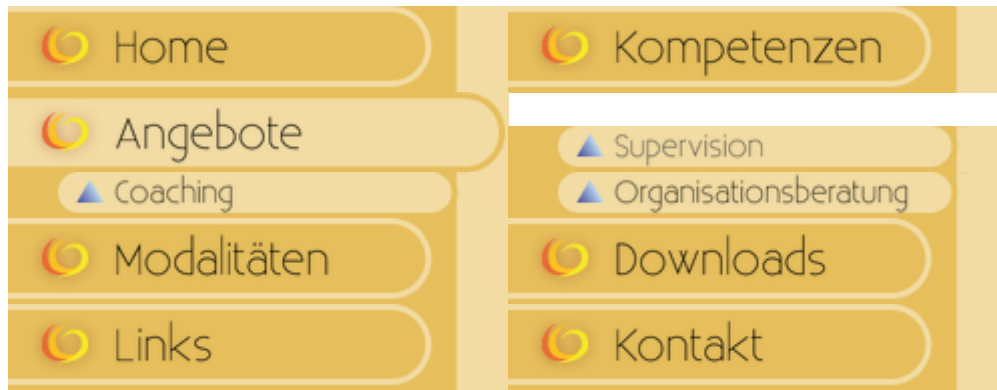 Home
Kompetenzen
Angebote
Supervision
Coaching
Organisationsberatung
Modalitäten
Downloads
Links
Kontakt